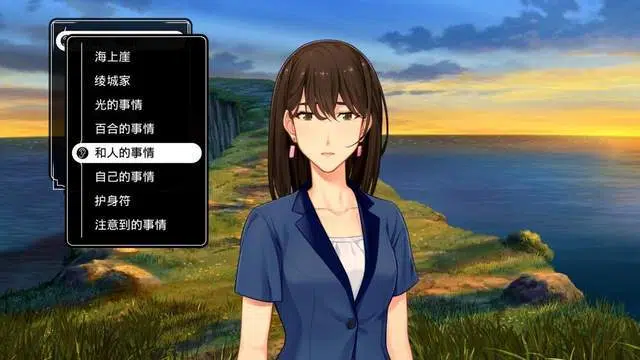 海上崖
绫城家
光的事情
百合的事情
和人的事情
自己的事情
护身符
注意到的事情